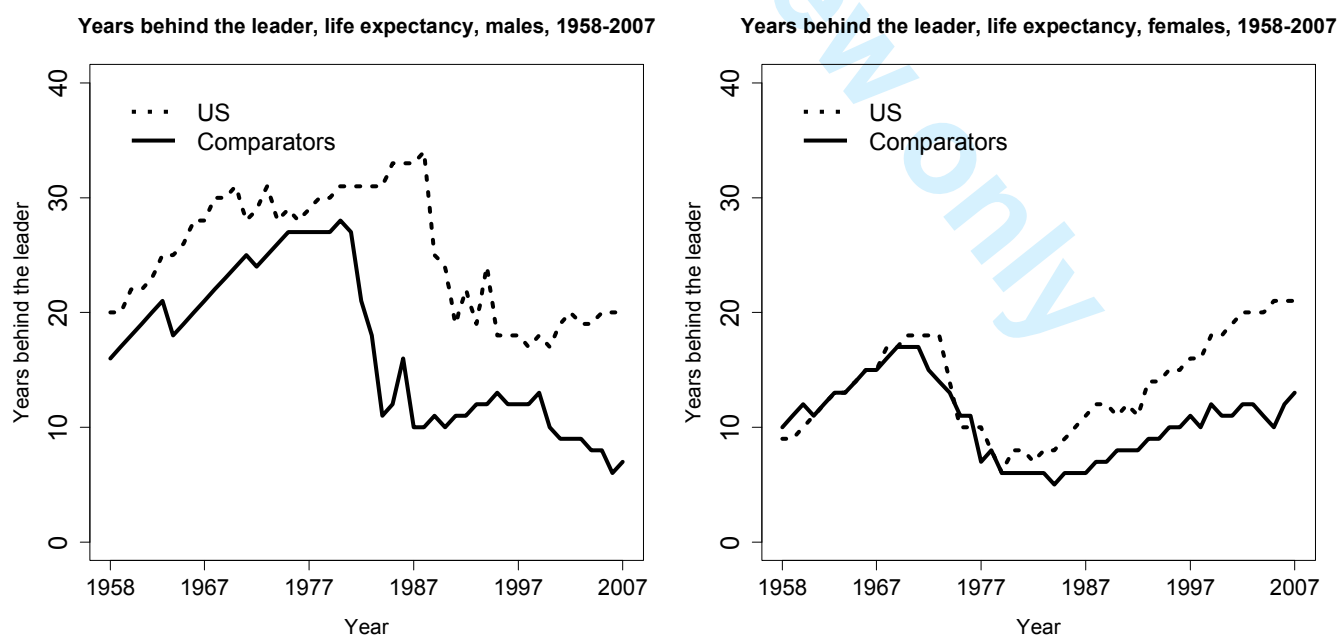 Years behind the leader, life expectancy, males, 1958-2007
40
30
20
10
0
Years behind the leader
US
Comparators
1958
1967
1977
1987
1997
2007
Year
Years behind the leader, life expectancy, females, 1958-2007
40
30
20
10
0
Years behind the leader
US
Comparators
1958
1967
1977
1987
1997
2007
Year
only